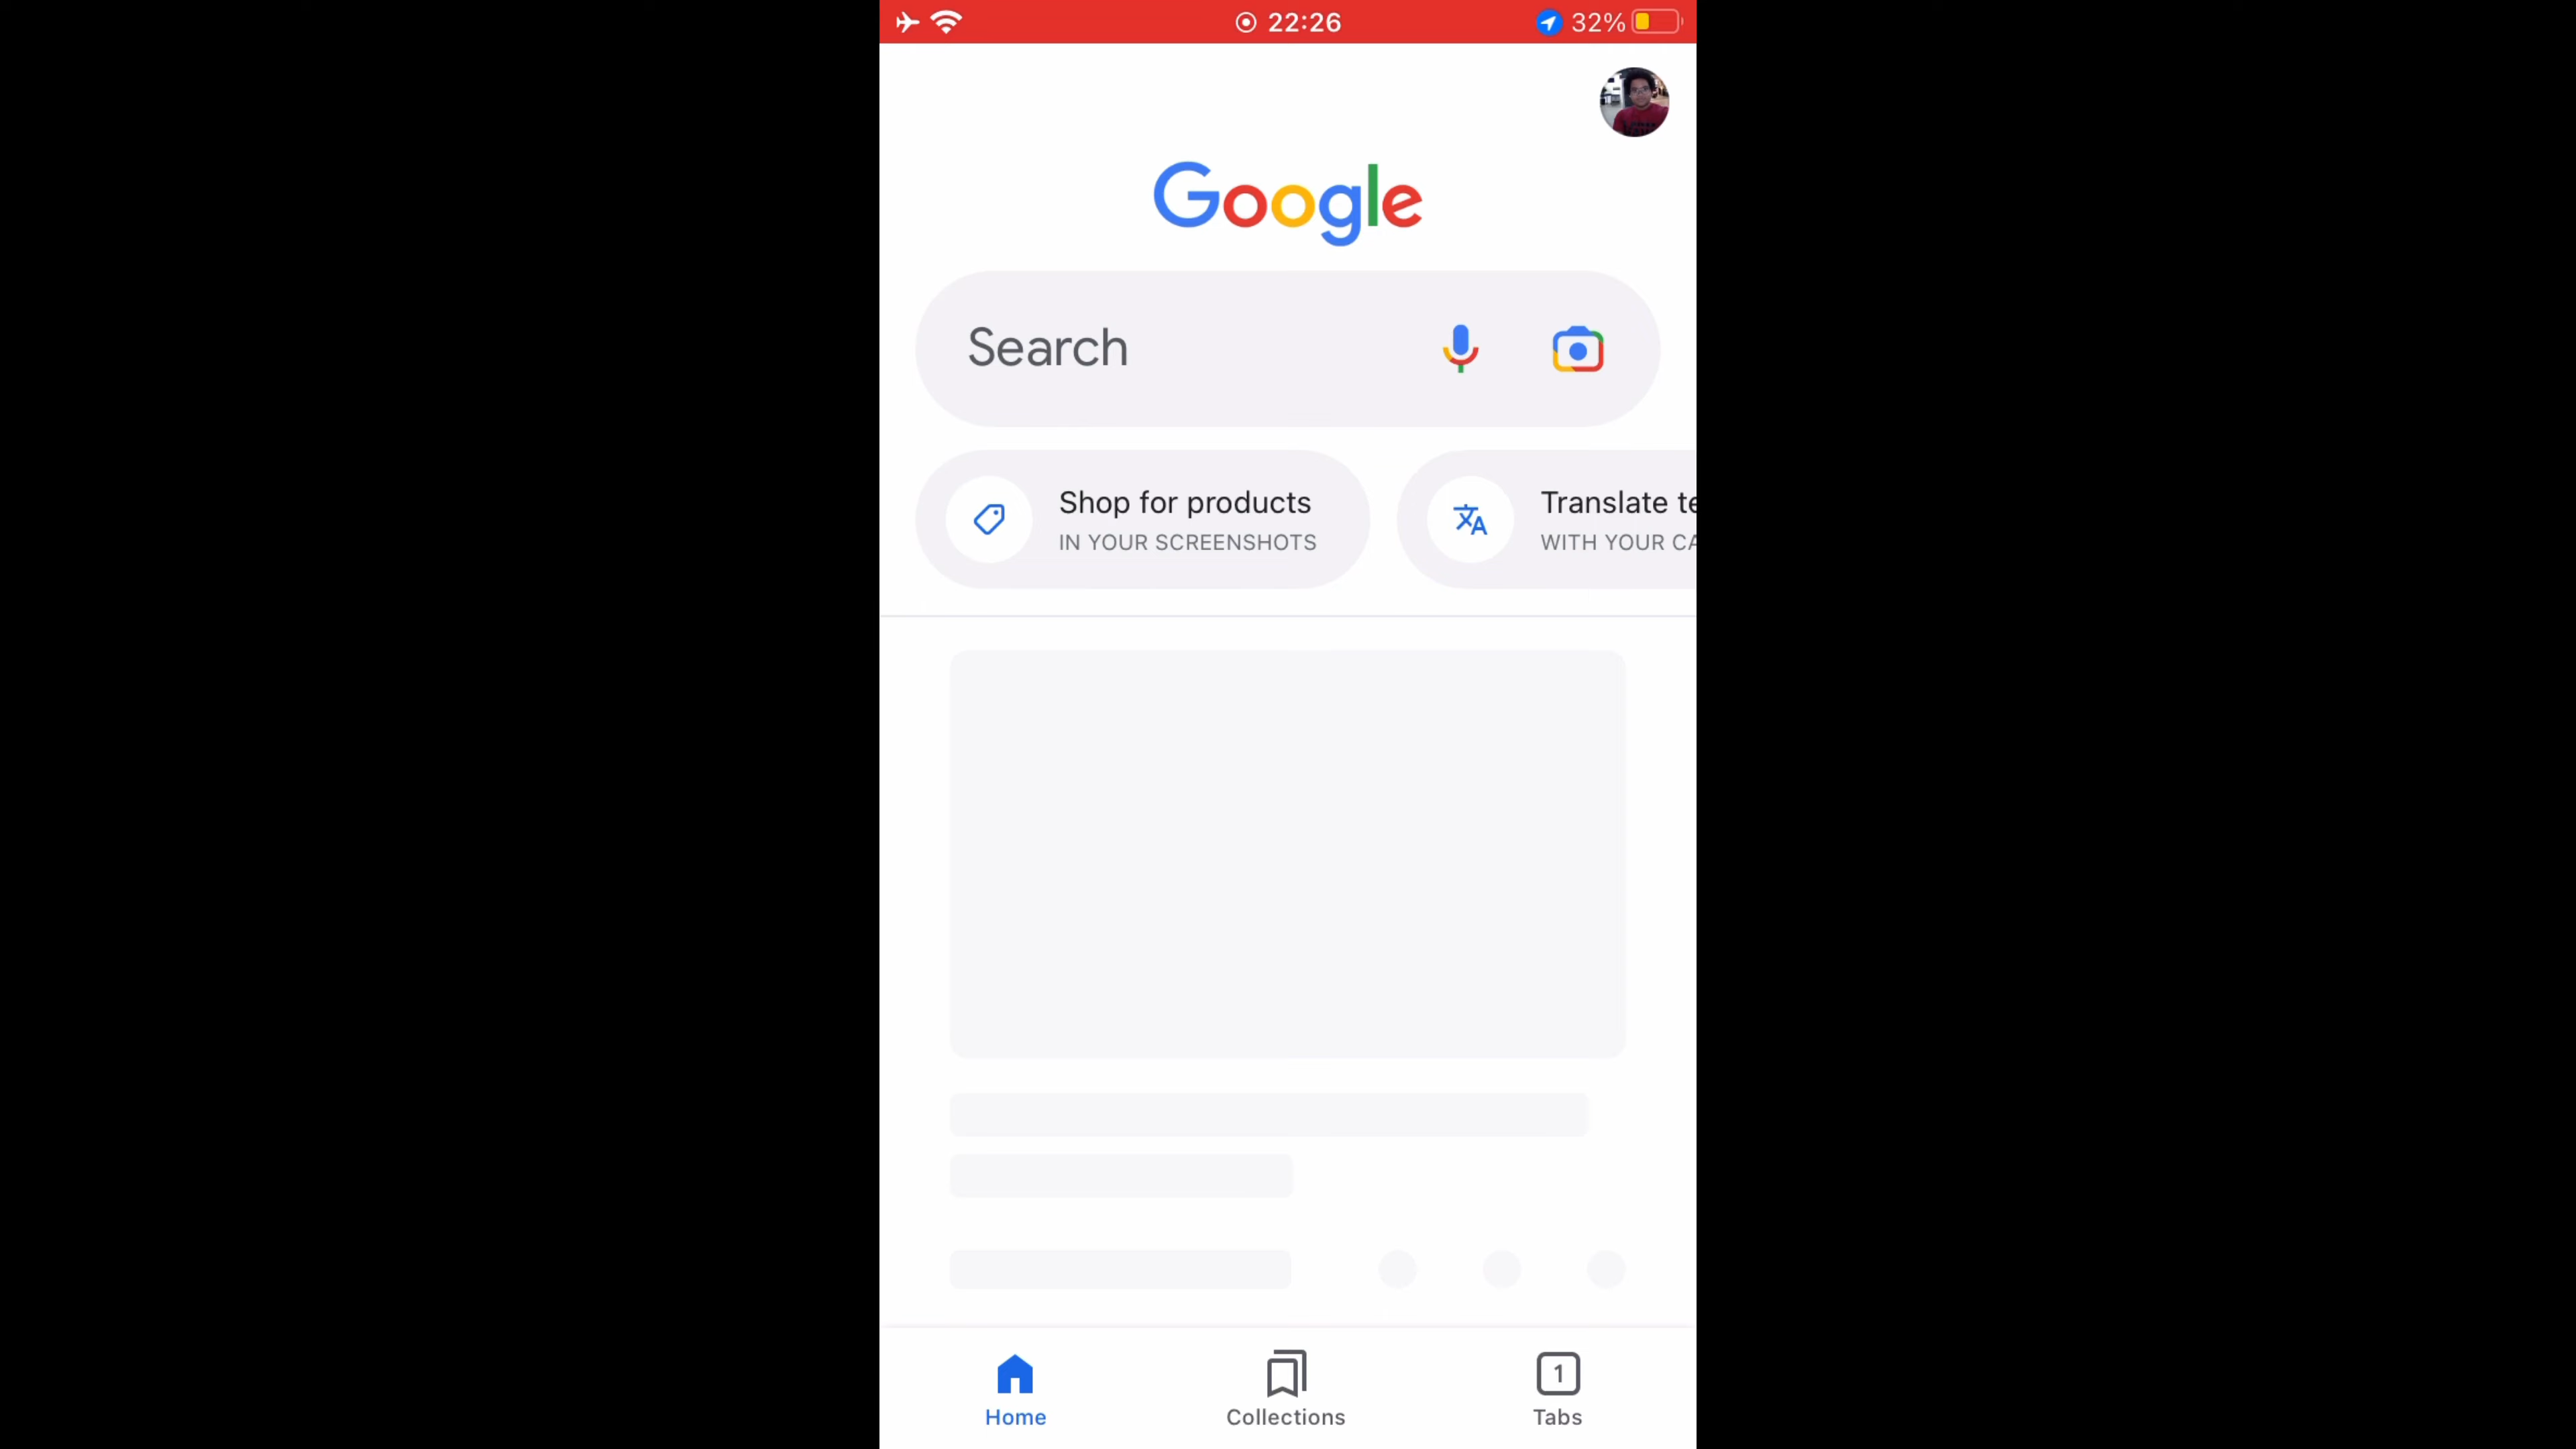 22:26
32%
Google
Search
Shop for products
IN YOUR SCREENSHOTS
Translate te
WITH YOUR CA
1
Home
Collections
Tabs